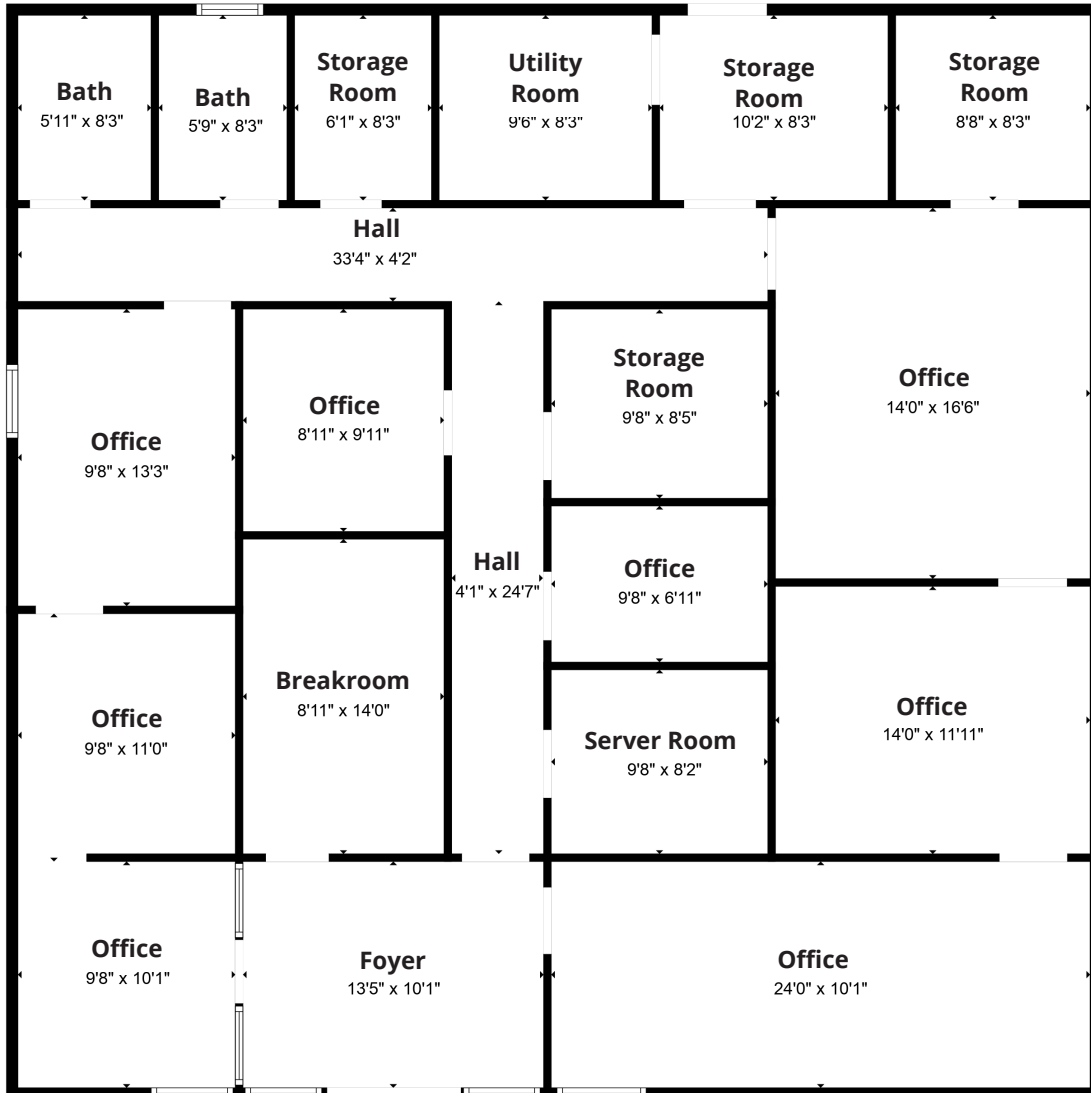 Bath
5'11" x 8'3"
Bath
5'9" x 8'3"
Storage
Room
6'1" x 8'3"
Utility
Room
9'6" x 8'3"
Storage
Room
10'2" x 8'3"
Storage
Room
8'8" x 8'3"
Hall
33'4" x 4'2"
Office
9'8" x 13'3"
Office
8'11" x 9'11"
Storage
Room
9'8" x 8'5"
Office
14'0" x 16'6"
Hall
4'1" x 24'7"
Office
9'8" x 6'11"
Office
9'8" x 11'0"
Breakroom
8'11" x 14'0"
Server Room
9'8" x 8'2"
Office
14'0" x 11'11"
Office
9'8" x 10'1"
Foyer
13'5" x 10'1"
Office
24'0" x 10'1"